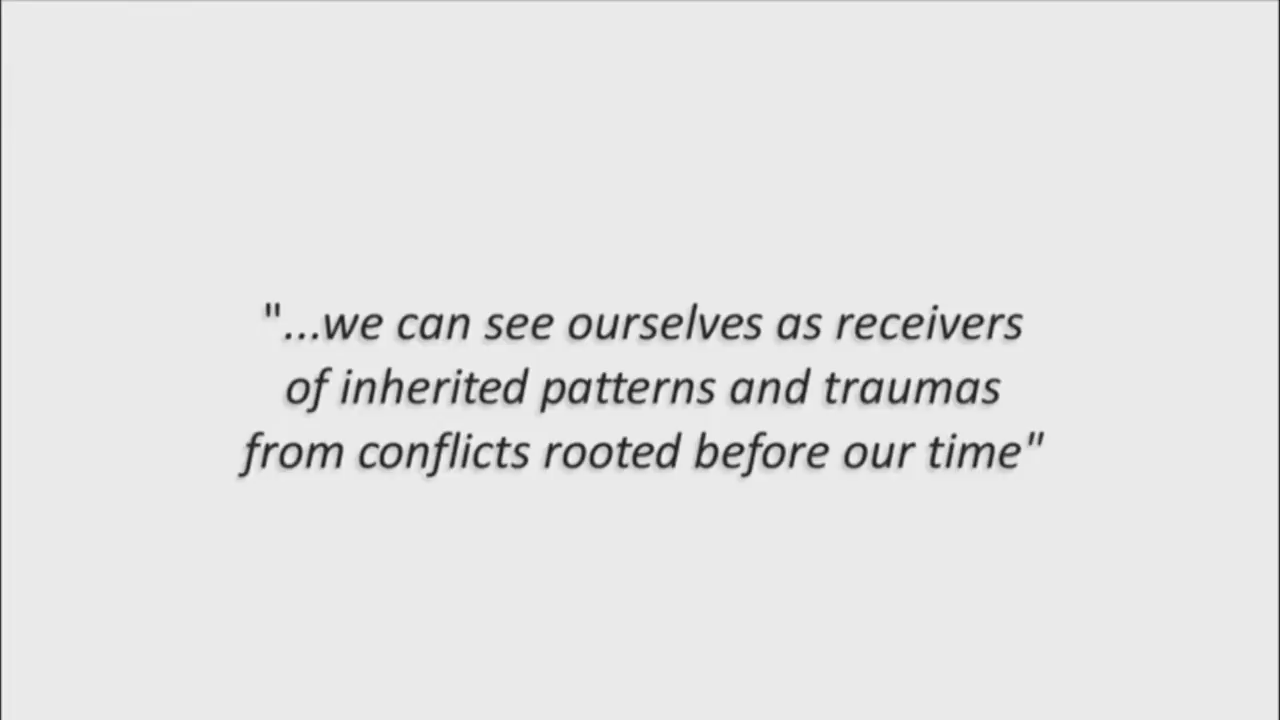 "...we can see ourselves as receivers
of inherited patterns and traumas
from conflicts rooted before our time"